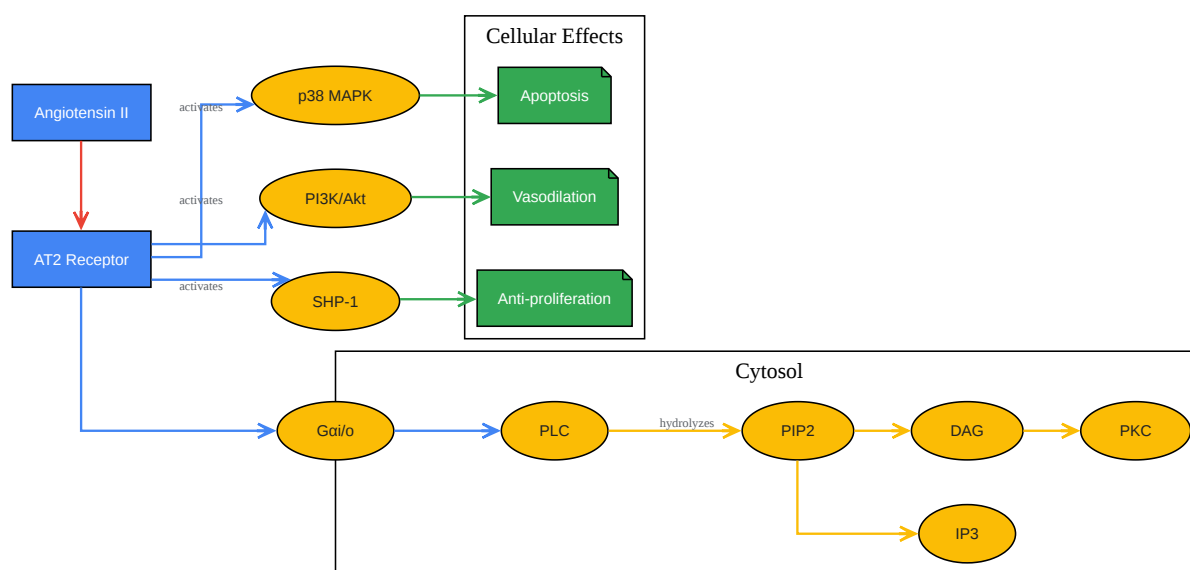 Cellular Effects
Angiotensin II
activates
p38 MAPK
Apoptosis
activates
PI3K/Akt
Vasodilation
AT2 Receptor
activates
SHP-1
Anti-proliferation
Cytosol
Gαi/o
PLC
hydrolyzes
PIP2
DAG
PKC
IP3